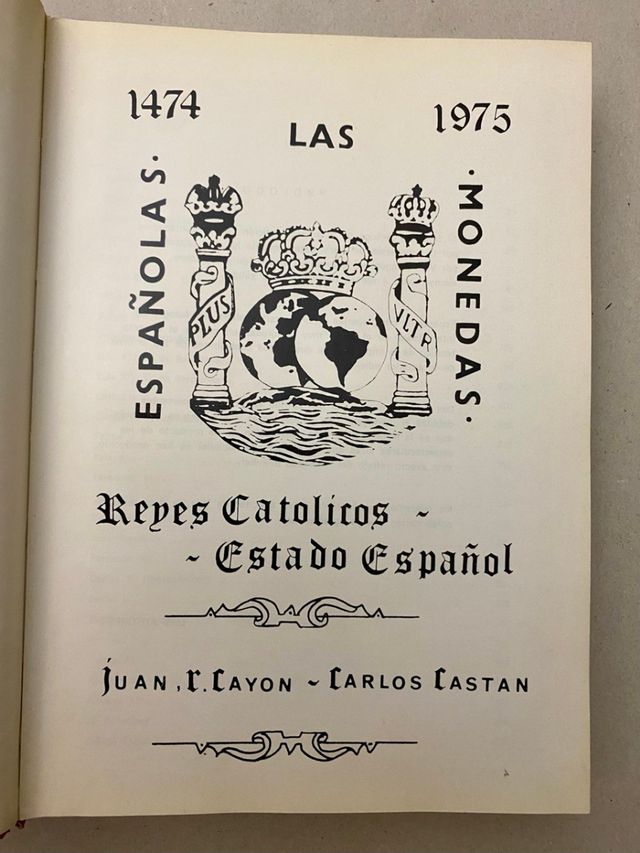 1474
1975
LAS
·MONEDAS·
ESPAÑOLAS·
PLUS
VLTR
Reyes Catolicos -
- Estado Español
JUAN, R. CAYON ~ CARLOS CASTAN